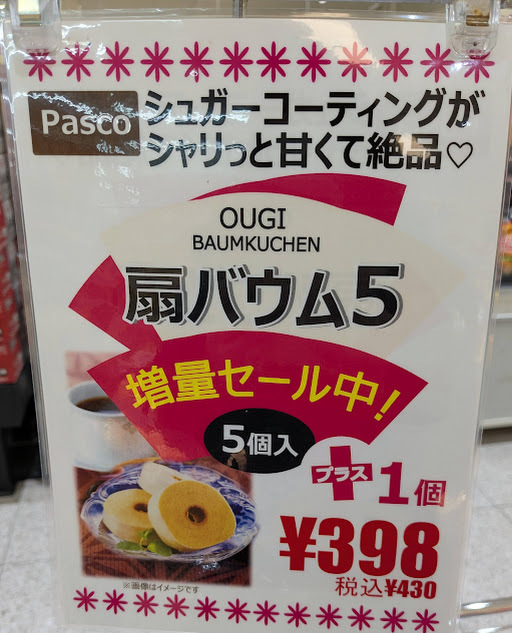 Pasco
シュガーコーティングが
シャリっと甘くて絶品♡
OUGI
BAUMKUCHEN
扇バウム5
増量セール中!
5個入
プラス1個
¥398
税込¥430
※画像はイメージです